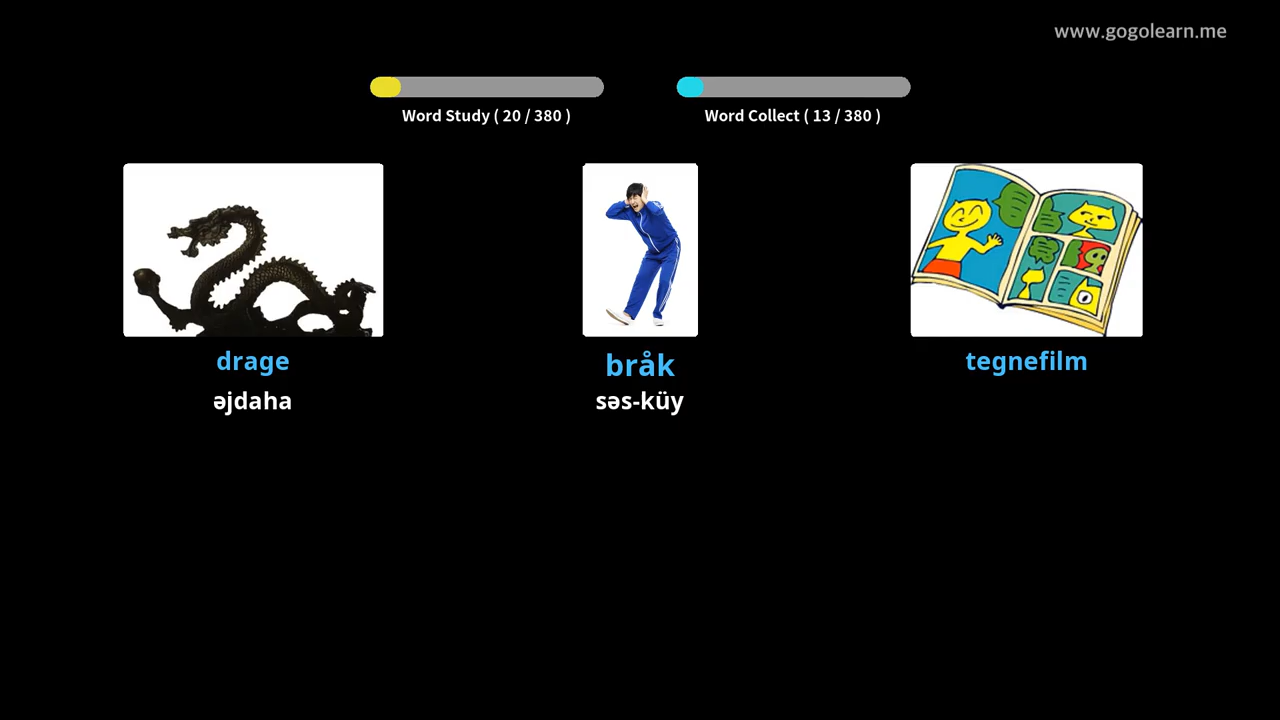 www.gogolearn.me
Word Study ( 20 / 380 )
Word Collect ( 13 / 380 )
drage
əjdaha
bråk
səs-küy
tegnefilm